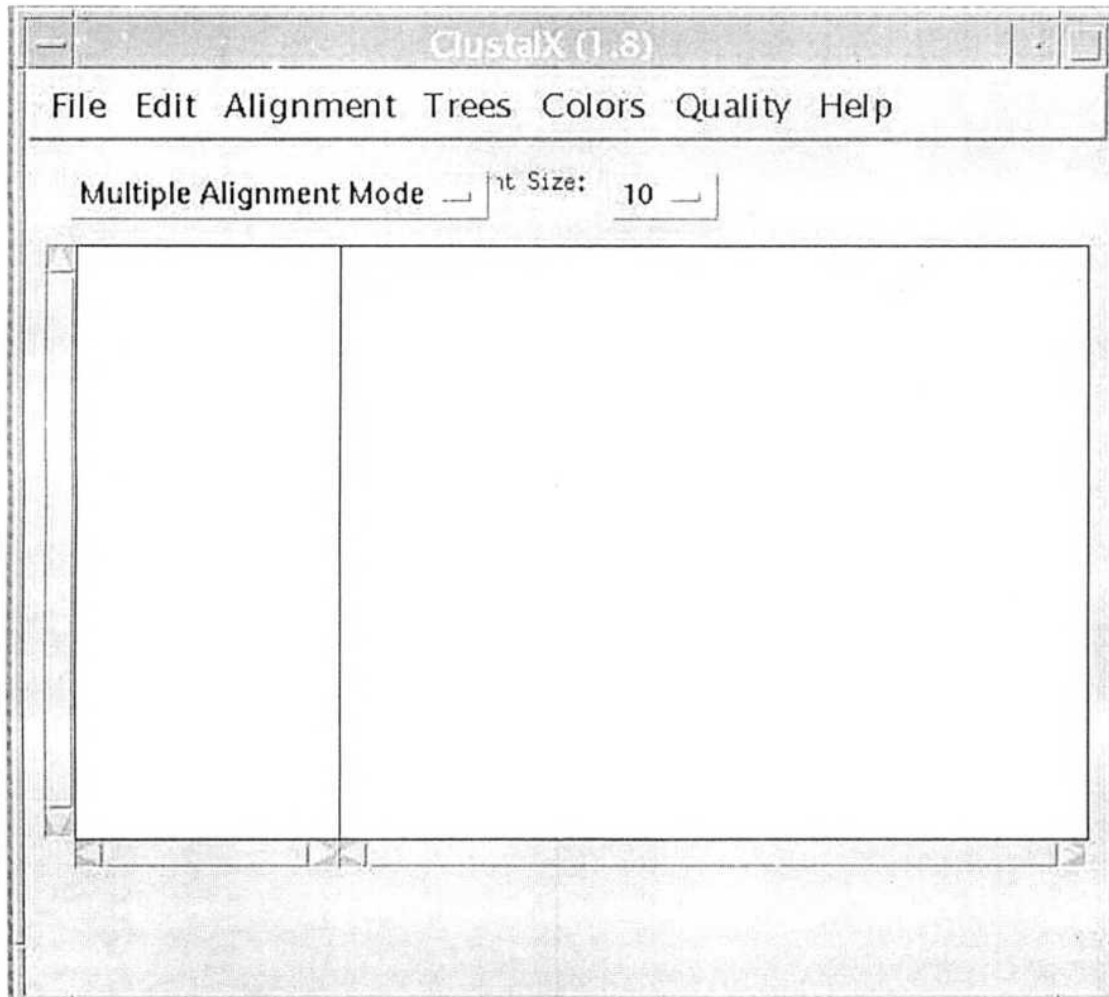 ClustalX (1.8)
File Edit Alignment Trees Colors Quality Help
Multiple Alignment Mode nt Size: 10